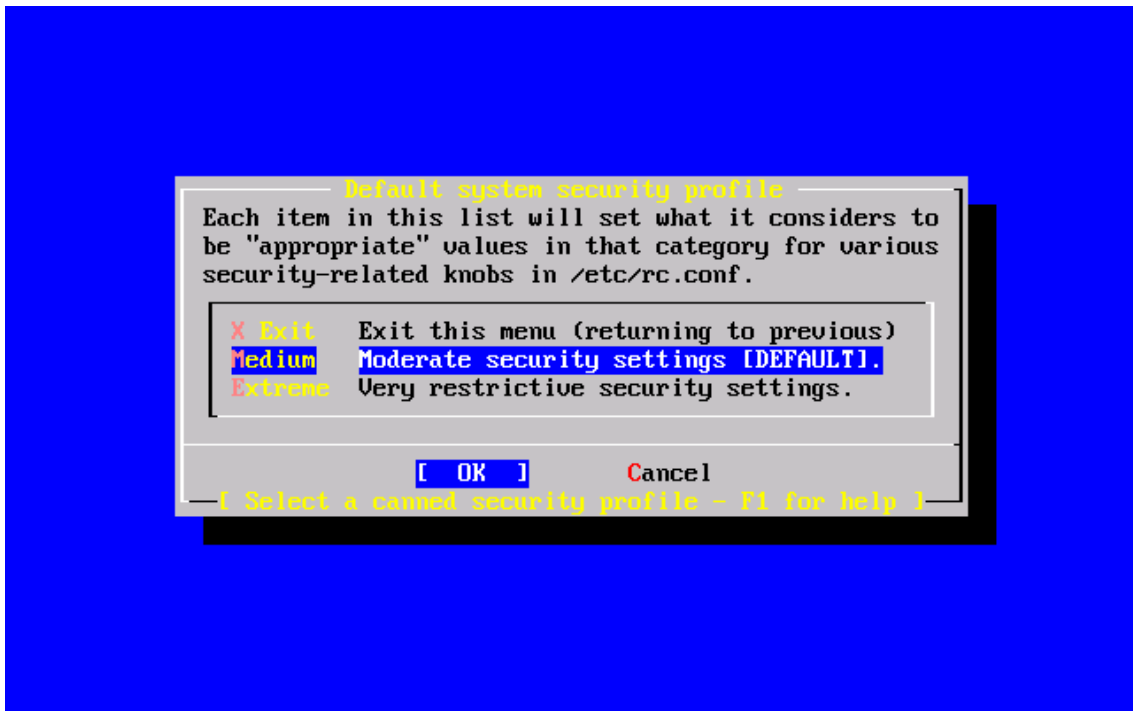 Default system security profile
Each item in this list will set what it considers to
be "appropriate" values in that category for various
security-related knobs in /etc/rc.conf.
X Exit Exit this menu (returning to previous)
Medium Moderate security settings [DEFAULT].
Extreme Very restrictive security settings.
[ OK ] Cancel
[ Select a canned security profile - F1 for help ]